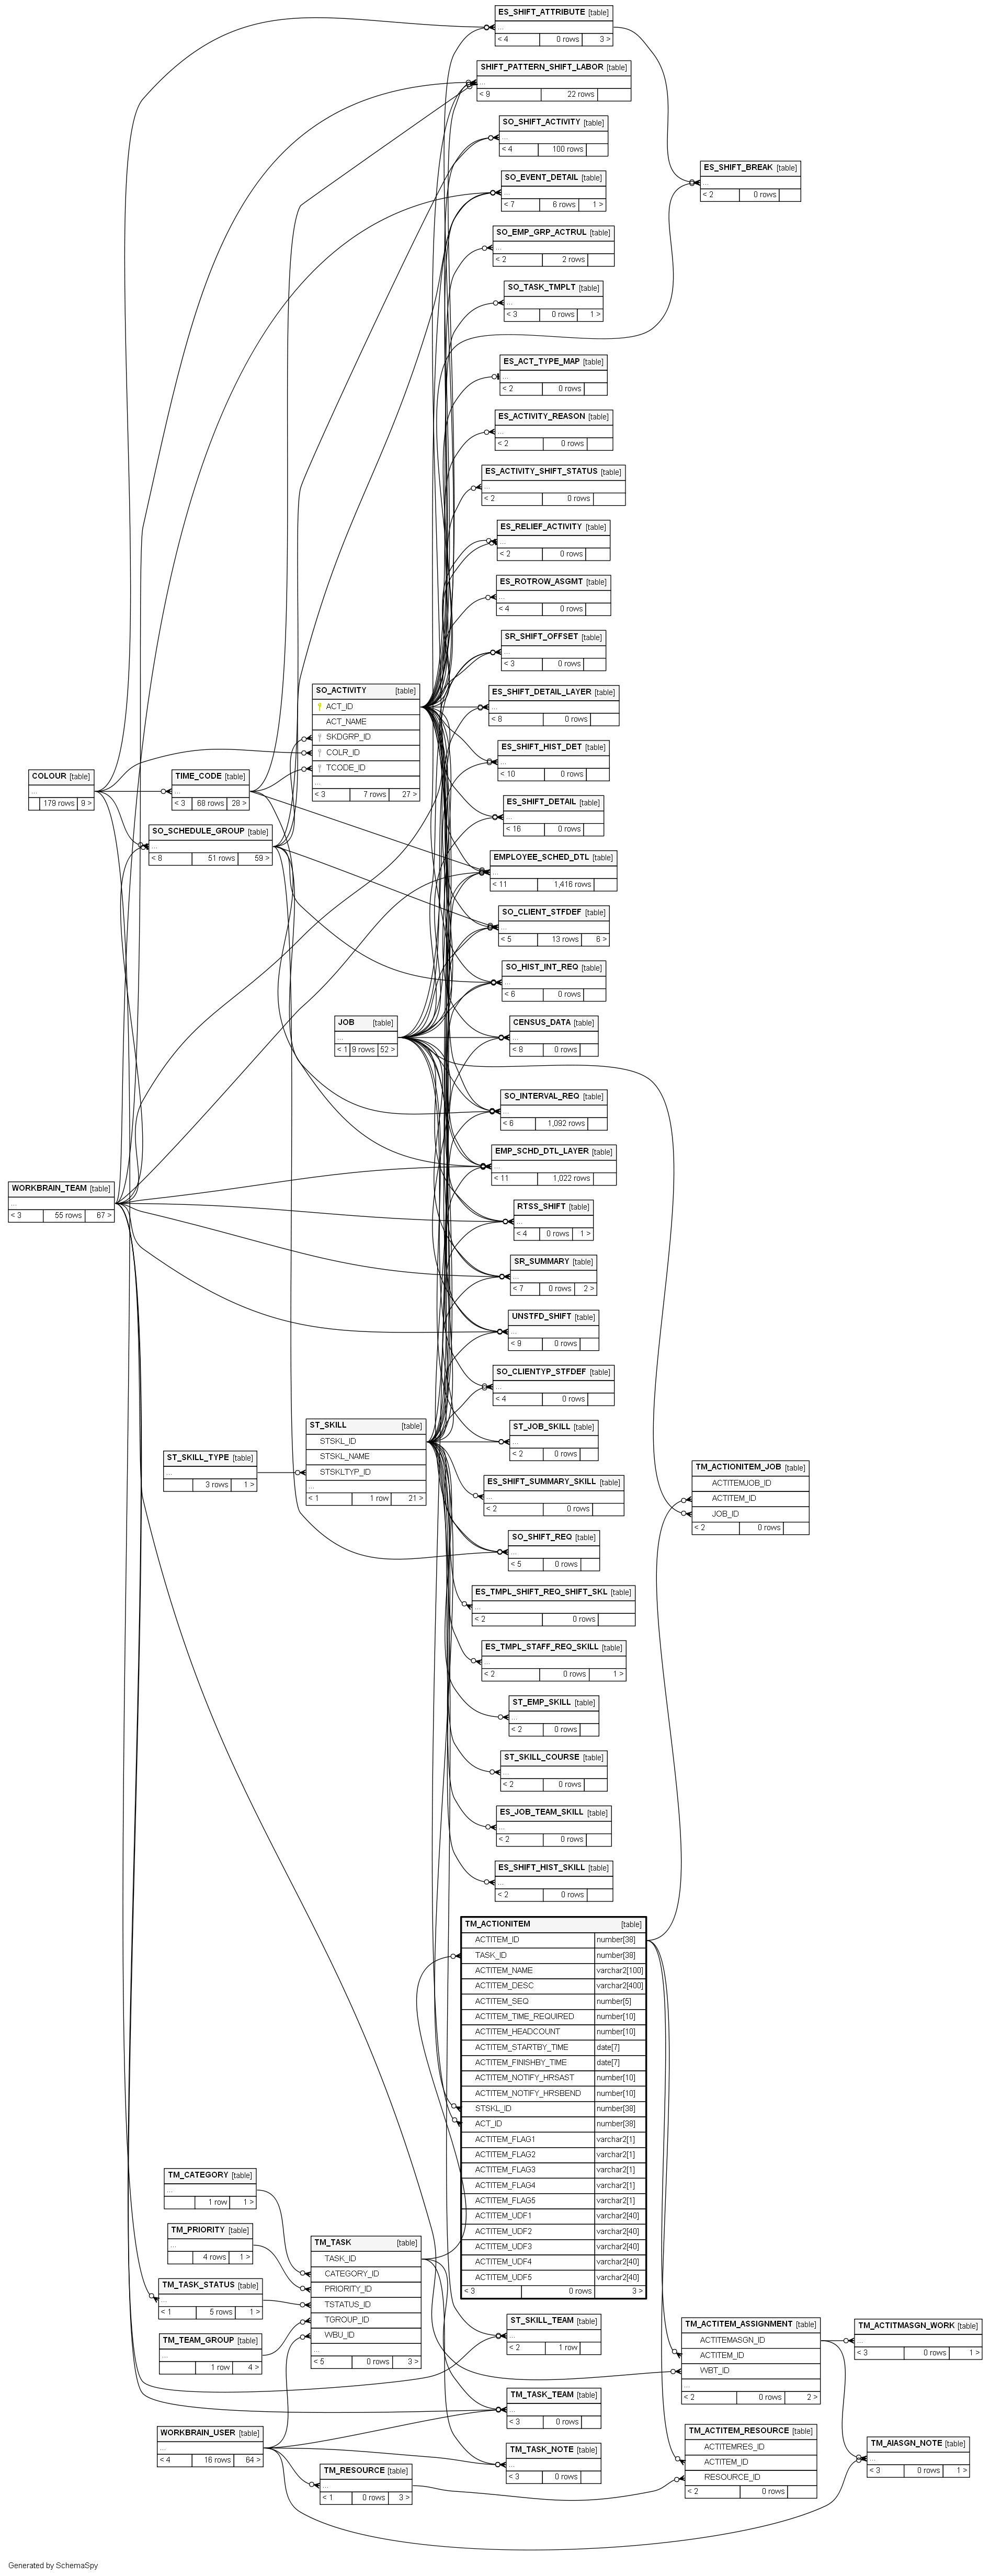 ES_SHIFT_ATTRIBUTE [table]
...
< 4 0 rows 3 >
SHIFT_PATTERN_SHIFT_LABOR [table]
...
< 9 22 rows
SO_SHIFT_ACTIVITY [table]
...
< 4 100 rows
ES_SHIFT_BREAK [table]
...
< 2 0 rows
SO_EVENT_DETAIL [table]
...
< 7 6 rows 1 >
SO_EMP_GRP_ACTRUL [table]
...
< 2 2 rows
SO_TASK_TMPLT [table]
...
< 3 0 rows 1 >
ES_ACT_TYPE_MAP [table]
...
< 2 0 rows
ES_ACTIVITY_REASON [table]
...
< 2 0 rows
ES_ACTIVITY_SHIFT_STATUS [table]
...
< 2 0 rows
ES_RELIEF_ACTIVITY [table]
...
< 2 0 rows
ES_ROTROW_ASGMT [table]
...
< 4 0 rows
SR_SHIFT_OFFSET [table]
...
< 3 0 rows
SO_ACTIVITY [table]
ACT_ID
ACT_NAME
SKDGRP_ID
COLR_ID
TCODE_ID
...
< 3 7 rows 27 >
ES_SHIFT_DETAIL_LAYER [table]
...
< 8 0 rows
ES_SHIFT_HIST_DET [table]
...
< 10 0 rows
COLOUR [table]
...
179 rows 9 >
TIME_CODE [table]
...
< 3 68 rows 28 >
ES_SHIFT_DETAIL [table]
...
< 16 0 rows
SO_SCHEDULE_GROUP [table]
...
< 8 51 rows 59 >
EMPLOYEE_SCHED_DTL [table]
...
< 11 1,416 rows
SO_CLIENT_STFDEF [table]
...
< 5 13 rows 6 >
SO_HIST_INT_REQ [table]
...
< 6 0 rows
JOB [table]
...
< 1 9 rows 52 >
CENSUS_DATA [table]
...
< 8 0 rows
SO_INTERVAL_REQ [table]
...
< 6 1,092 rows
EMP_SCHD_DTL_LAYER [table]
...
< 11 1,022 rows
WORKBRAIN_TEAM [table]
...
< 3 55 rows 67 >
RTSS_SHIFT [table]
...
< 4 0 rows 1 >
SR_SUMMARY [table]
...
< 7 0 rows 2 >
UNSTFD_SHIFT [table]
...
< 9 0 rows
SO_CLIENTYP_STFDEF [table]
...
< 4 0 rows
ST_SKILL [table]
STSKL_ID
STSKL_NAME
STSKLTYP_ID
...
< 1 1 row 21 >
ST_SKILL_TYPE [table]
...
3 rows 1 >
ST_JOB_SKILL [table]
...
< 2 0 rows
TM_ACTIONITEM_JOB [table]
ACTITEMJOB_ID
ACTITEM_ID
JOB_ID
< 2 0 rows
ES_SHIFT_SUMMARY_SKILL [table]
...
< 2 0 rows
SO_SHIFT_REQ [table]
...
< 5 0 rows
ES_TMPL_SHIFT_REQ_SHIFT_SKL [table]
...
< 2 0 rows
ES_TMPL_STAFF_REQ_SKILL [table]
...
< 2 0 rows 1 >
ST_EMP_SKILL [table]
...
< 2 0 rows
ST_SKILL_COURSE [table]
...
< 2 0 rows
ES_JOB_TEAM_SKILL [table]
...
< 2 0 rows
ES_SHIFT_HIST_SKILL [table]
...
< 2 0 rows
TM_ACTIONITEM [table]
ACTITEM_ID number[38]
TASK_ID number[38]
ACTITEM_NAME varchar2[100]
ACTITEM_DESC varchar2[400]
ACTITEM_SEQ number[5]
ACTITEM_TIME_REQUIRED number[10]
ACTITEM_HEADCOUNT number[10]
ACTITEM_STARTBY_TIME date[7]
ACTITEM_FINISHBY_TIME date[7]
ACTITEM_NOTIFY_HRSAST number[10]
ACTITEM_NOTIFY_HRSBEND number[10]
STSKL_ID number[38]
ACT_ID number[38]
ACTITEM_FLAG1 varchar2[1]
ACTITEM_FLAG2 varchar2[1]
ACTITEM_FLAG3 varchar2[1]
ACTITEM_FLAG4 varchar2[1]
ACTITEM_FLAG5 varchar2[1]
ACTITEM_UDF1 varchar2[40]
ACTITEM_UDF2 varchar2[40]
ACTITEM_UDF3 varchar2[40]
ACTITEM_UDF4 varchar2[40]
ACTITEM_UDF5 varchar2[40]
< 3 0 rows 3 >
TM_CATEGORY [table]
...
1 row 1 >
TM_PRIORITY [table]
...
4 rows 1 >
TM_TASK [table]
TASK_ID
CATEGORY_ID
PRIORITY_ID
TSTATUS_ID
TGROUP_ID
WBU_ID
...
< 5 0 rows 3 >
TM_TASK_STATUS [table]
...
< 1 5 rows 1 >
TM_TEAM_GROUP [table]
...
1 row 4 >
ST_SKILL_TEAM [table]
...
< 2 1 row
TM_ACTITEM_ASSIGNMENT [table]
ACTITEMASGN_ID
ACTITEM_ID
WBT_ID
...
< 2 0 rows 2 >
TM_ACTITMASGN_WORK [table]
...
< 3 0 rows 1 >
TM_TASK_TEAM [table]
...
< 3 0 rows
WORKBRAIN_USER [table]
...
< 4 16 rows 64 >
TM_TASK_NOTE [table]
...
< 3 0 rows
TM_ACTITEM_RESOURCE [table]
ACTITEMRES_ID
ACTITEM_ID
RESOURCE_ID
< 2 0 rows
TM_AIASGN_NOTE [table]
...
< 3 0 rows 1 >
TM_RESOURCE [table]
...
< 1 0 rows 3 >
Generated by SchemaSpy